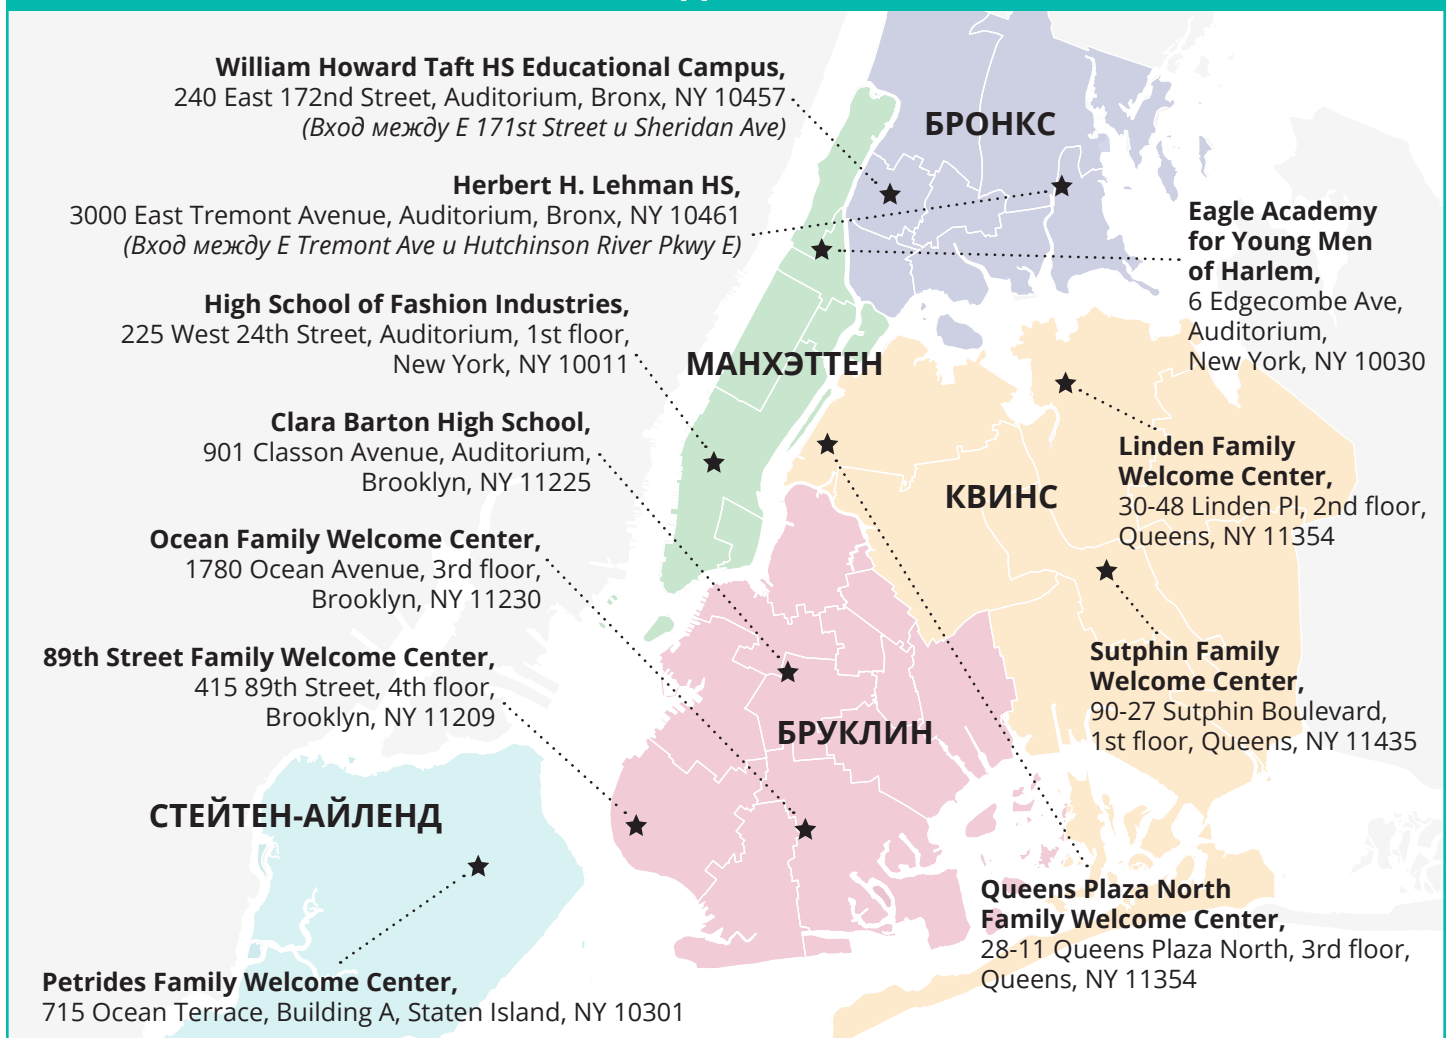 William Howard Taft HS Educational Campus,
240 East 172nd Street, Auditorium, Bronx, NY 10457
(Вход между E 171st Street и Sheridan Ave)
БРОНКС
Herbert H. Lehman HS,
3000 East Tremont Avenue, Auditorium, Bronx, NY 10461
(Вход между E Tremont Ave и Hutchinson River Pkwy E)
Eagle Academy
for Young Men
of Harlem,
6 Edgecombe Ave,
Auditorium,
New York, NY 10030
High School of Fashion Industries,
225 West 24th Street, Auditorium, 1st floor,
New York, NY 10011
МАНХЭТТЕН
Clara Barton High School,
901 Classon Avenue, Auditorium,
Brooklyn, NY 11225
Linden Family
Welcome Center,
30-48 Linden Pl, 2nd floor,
Queens, NY 11354
КВИНС
Ocean Family Welcome Center,
1780 Ocean Avenue, 3rd floor,
Brooklyn, NY 11230
89th Street Family Welcome Center,
415 89th Street, 4th floor,
Brooklyn, NY 11209
Sutphin Family
Welcome Center,
90-27 Sutphin Boulevard,
1st floor, Queens, NY 11435
БРУКЛИН
СТЕЙТЕН-АЙЛЕНД
Queens Plaza North
Family Welcome Center,
28-11 Queens Plaza North, 3rd floor,
Queens, NY 11354
Petrides Family Welcome Center,
715 Ocean Terrace, Building A, Staten Island, NY 10301